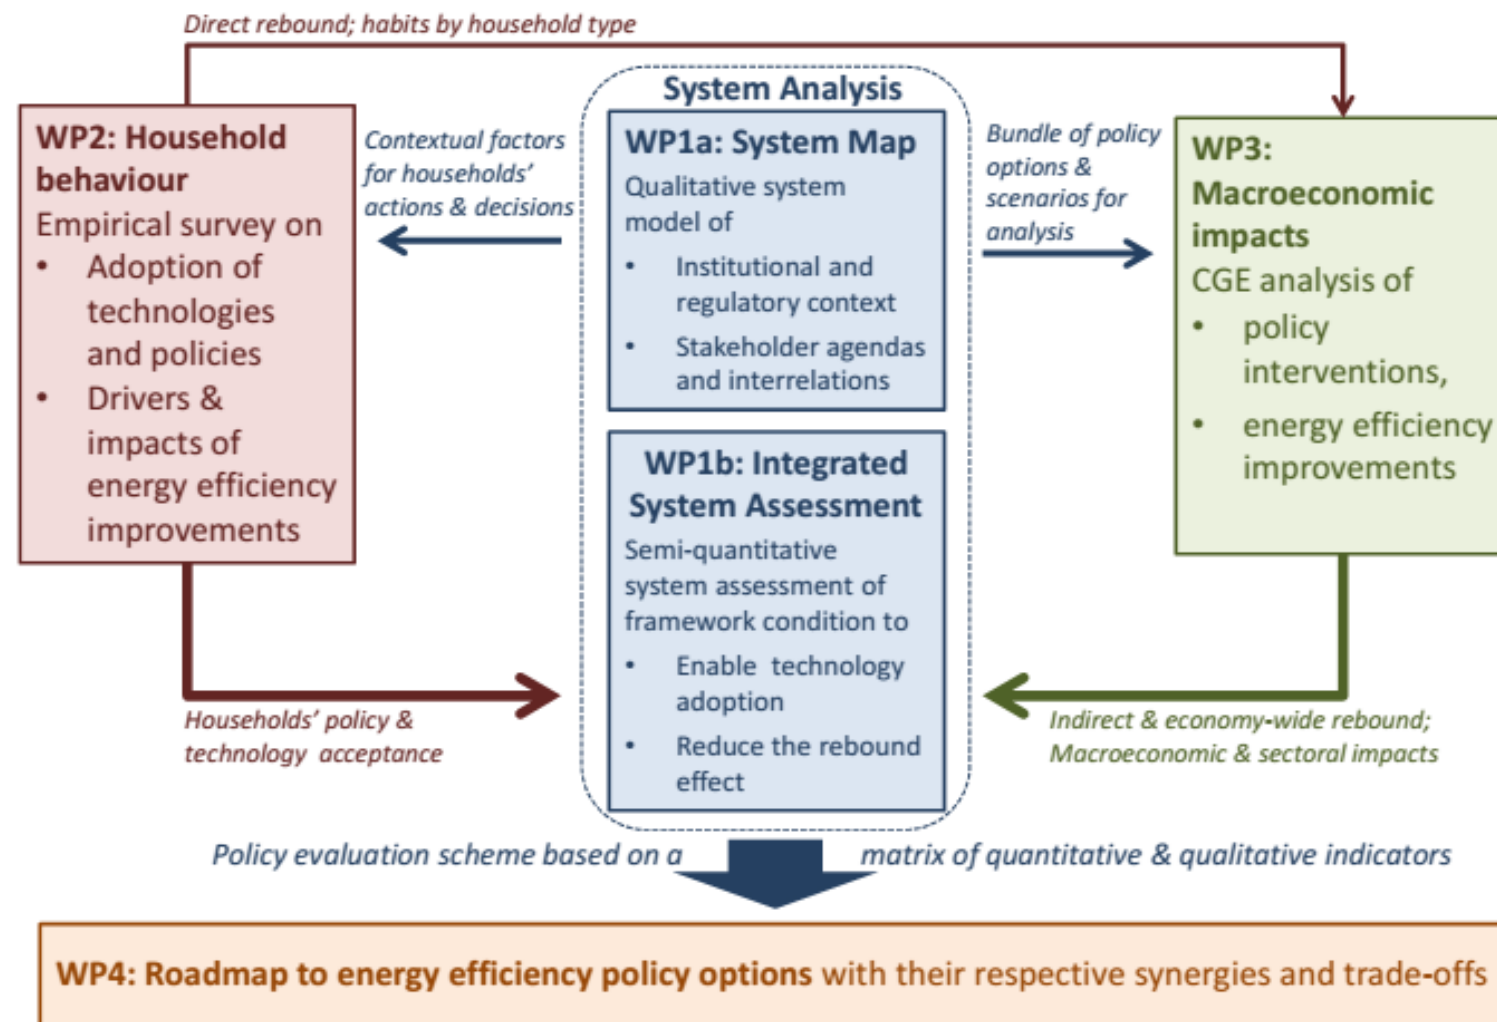 Direct rebound; habits by household type
WP2: Household
behaviour
Empirical survey on
• Adoption of
technologies
and policies
• Drivers &
impacts of
energy efficiency
improvements
Contextual factors
for households'
actions & decisions
System Analysis
WP1a: System Map
Qualitative system
model of
• Institutional and
regulatory context
• Stakeholder agendas
and interrelations
WP1b: Integrated
System Assessment
Semi-quantitative
system assessment of
framework condition to
• Enable technology
adoption
• Reduce the rebound
effect
Bundle of policy
options &
scenarios for
analysis
WP3:
Macroeconomic
impacts
CGE analysis of
• policy
interventions,
• energy efficiency
improvements
Households' policy &
technology acceptance
Indirect & economy-wide rebound;
Macroeconomic & sectoral impacts
Policy evaluation scheme based on a matrix of quantitative & qualitative indicators
WP4: Roadmap to energy efficiency policy options with their respective synergies and trade-offs